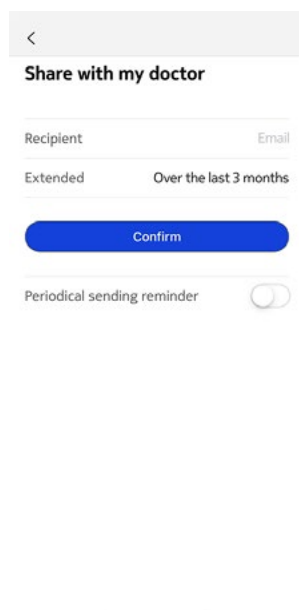 Share with my doctor
Recipient Email
Extended Over the last 3 months
Confirm
Periodical sending reminder